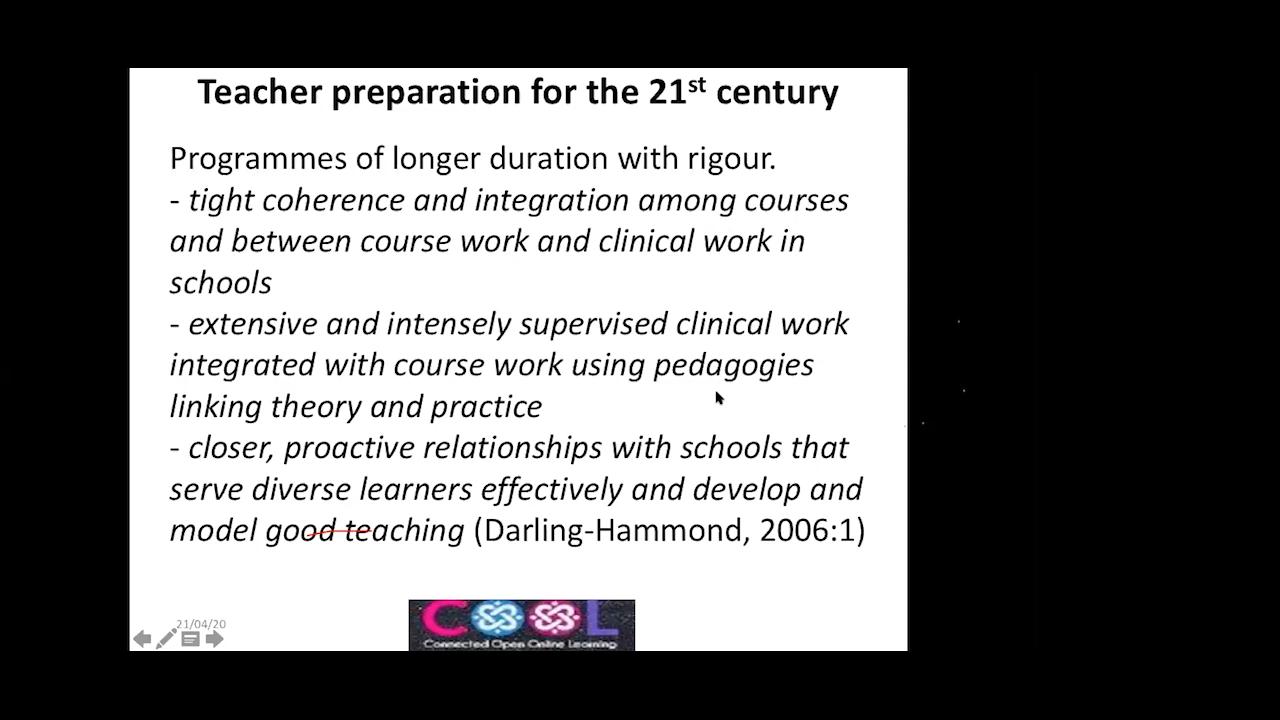 Teacher preparation for the 21st century
Programmes of longer duration with rigour.
- tight coherence and integration among courses
and between course work and clinical work in
schools
- extensive and intensely supervised clinical work
integrated with course work using pedagogies
linking theory and practice
- closer, proactive relationships with schools that
serve diverse learners effectively and develop and
model good teaching (Darling-Hammond, 2006:1)
21/04/20
COOL
Connected Open Online Learning